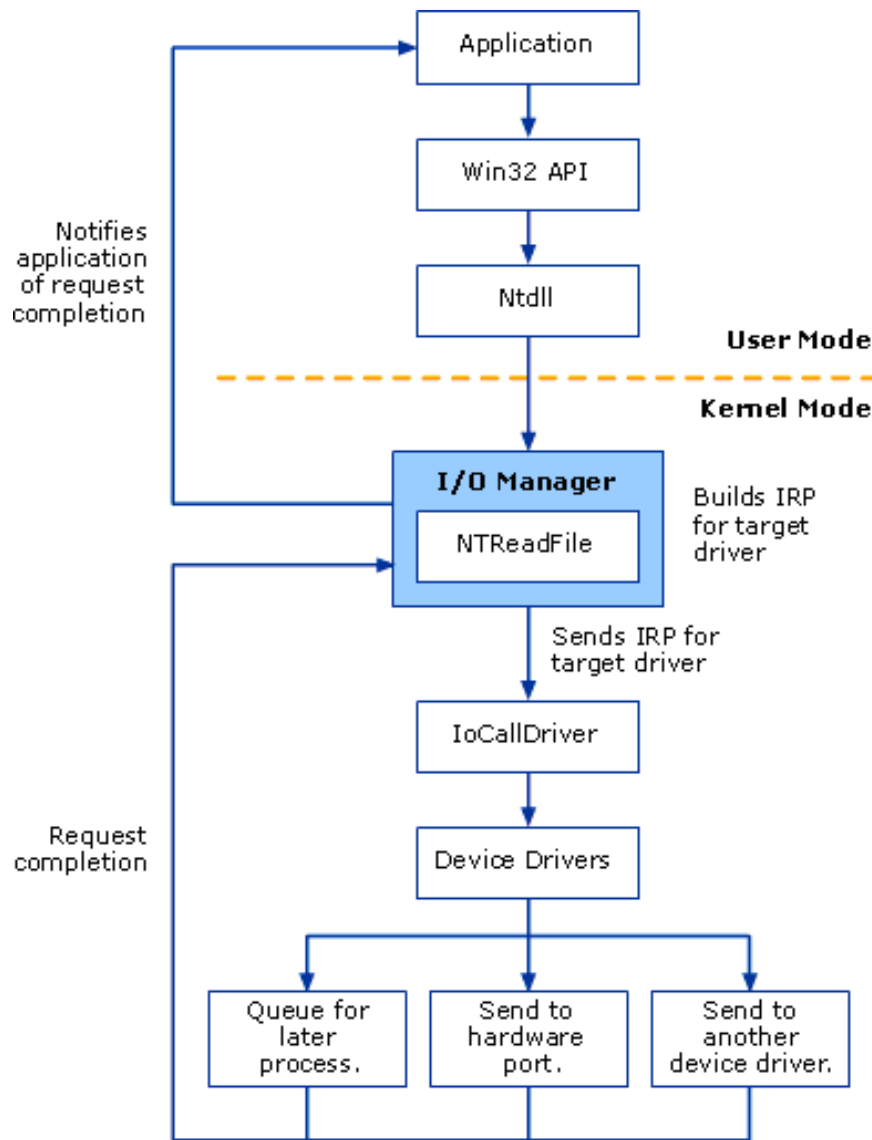 Application
Win32 API
Notifies
application
of request
completion
Ntdll
User Mode
Kernel Mode
I/O Manager
NTReadFile
Builds IRP
for target
driver
Sends IRP for
target driver
IoCallDriver
Request
completion
Device Drivers
Queue for
later
process.
Send to
hardware
port.
Send to
another
device driver.